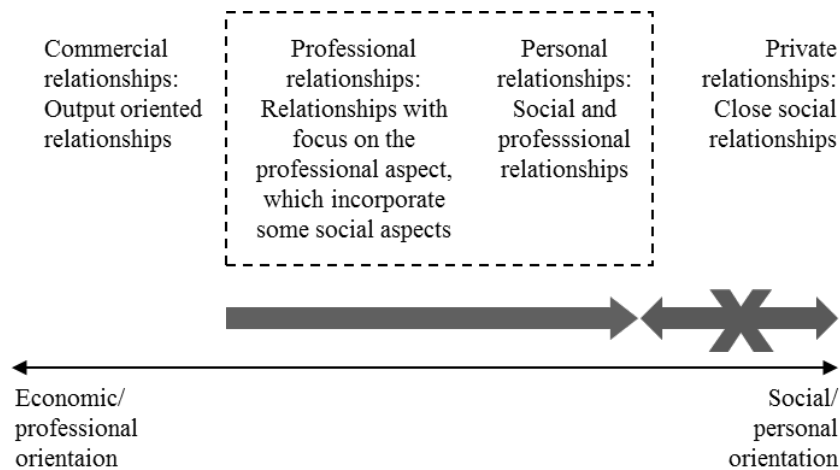 Commercial
relationships:
Output oriented
relationships
Professional
relationships:
Relationships with
focus on the
professional aspect,
which incorporate
some social aspects
Personal
relationships:
Social and
professsional
relationships
Private
relationships:
Close social
relationships
Economic/
professional
orientaion
Social/
personal
orientation